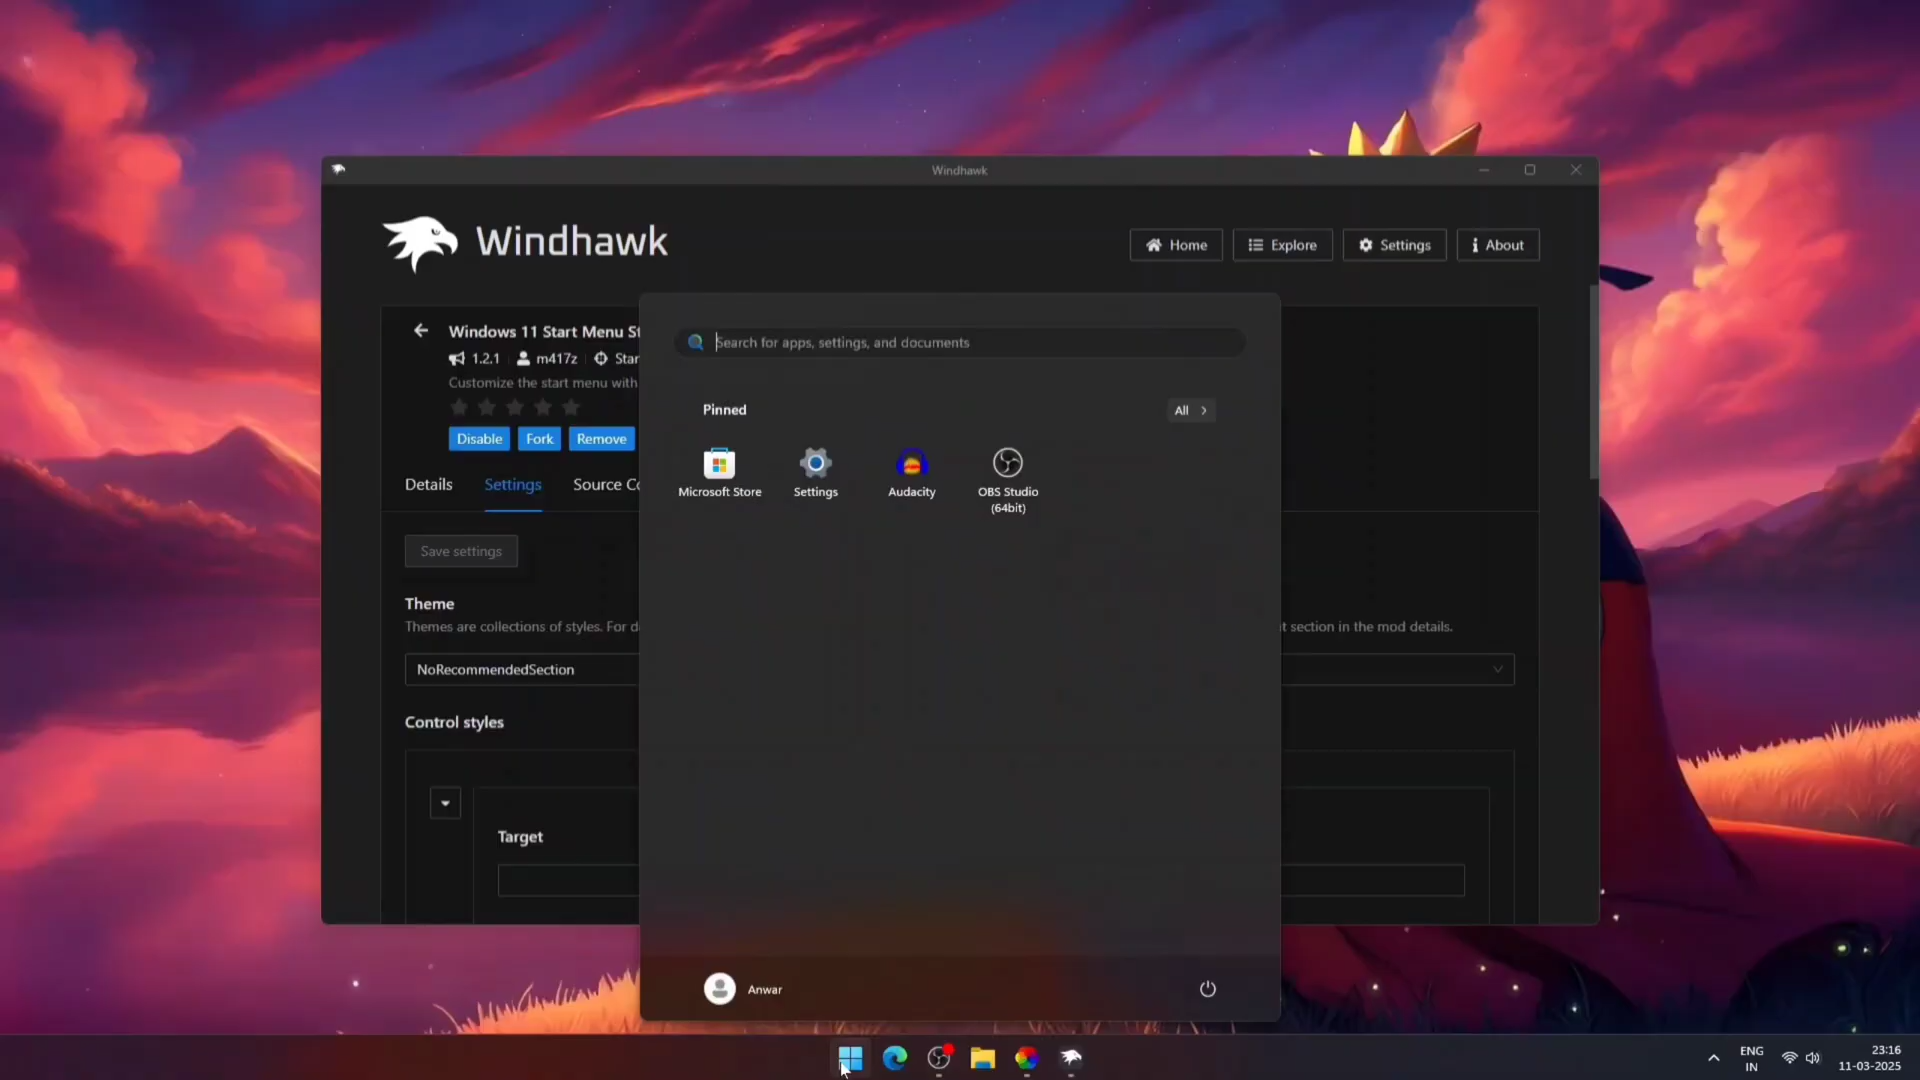 Windhawk
Windhawk
Home
Explore
Settings
About
Windows 11 Start Menu St
1.2.1
m417z
Star
Customize the start menu with
Disable
Fork
Remove
Details
Settings
Source Co
Save settings
Theme
Themes are collections of styles. For d
t section in the mod details.
NoRecommendedSection
Control styles
Target
Search for apps, settings, and documents
Pinned
All
Microsoft Store
Settings
Audacity
OBS Studio
(64bit)
Anwar
ENG
IN
23:16
11-03-2025